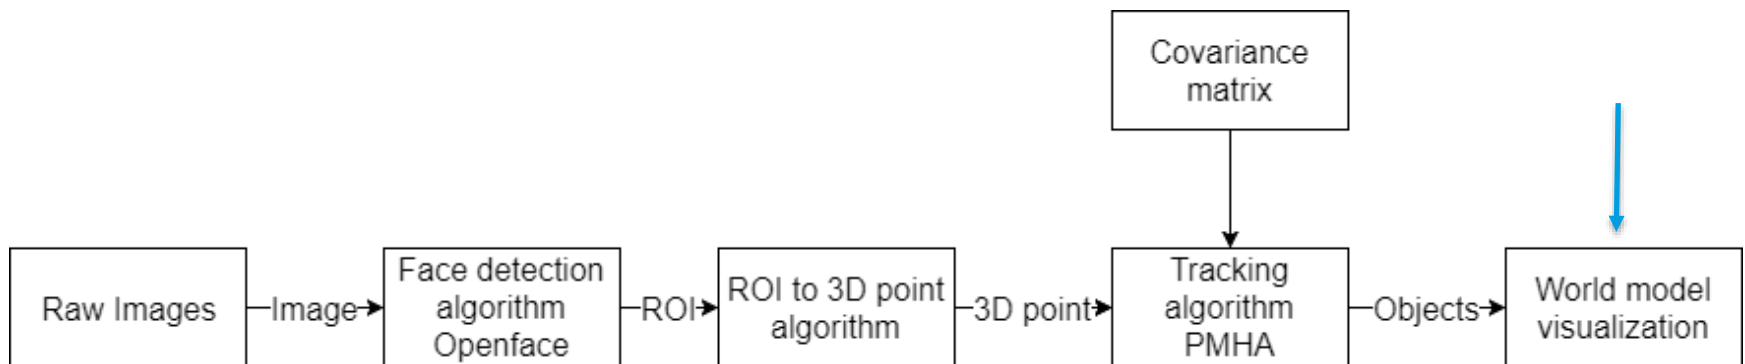 Covariance
matrix
Raw Images
Image
Face detection
algorithm
Openface
ROI
ROI to 3D point
algorithm
3D point
Tracking
algorithm
PMHA
Objects
World model
visualization